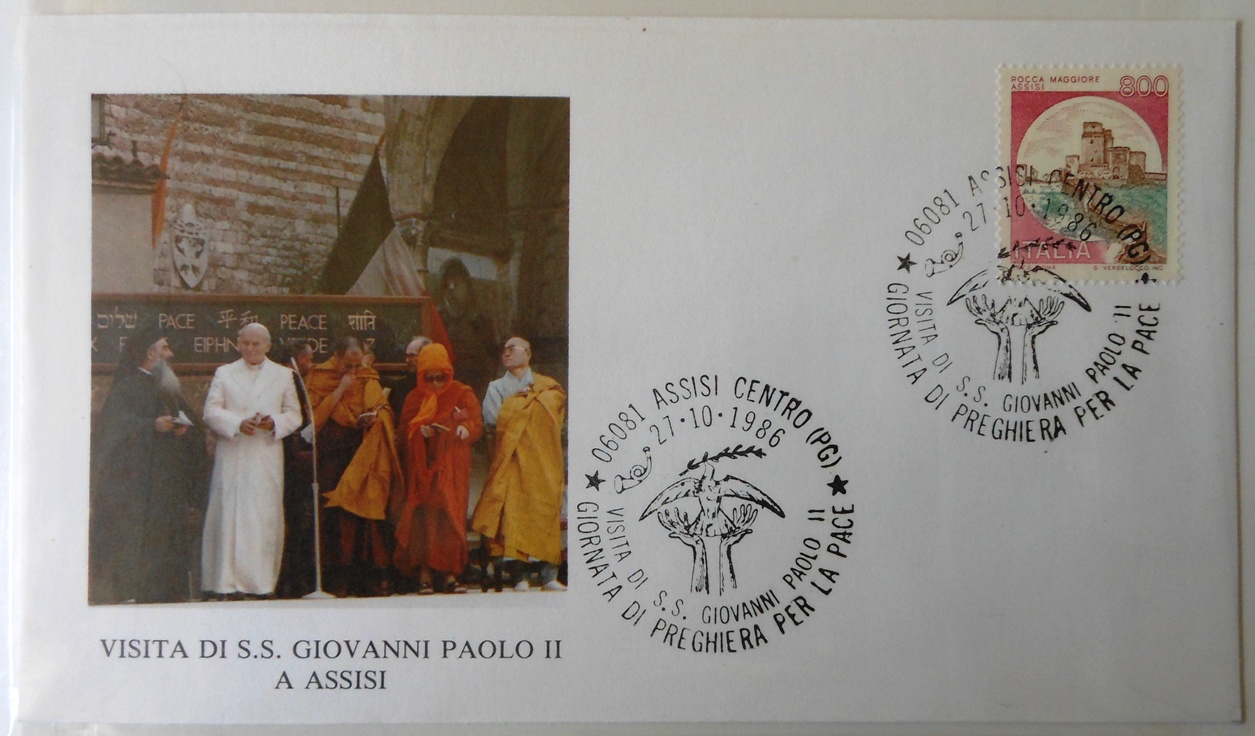 ROCCA MAGGIORE
ASSISI
800
ITALIA
שלום PACE 平和 PEACE शान्ति
ΕΙΡΗΝ
06081 ASSISI CENTRO (PG)
27·10·1986
VISITA DI S.S. GIOVANNI PAOLO II
GIORNATA DI PREGHIERA PER LA PACE
06081 ASSISI CENTRO (PG)
27·10·1986
VISITA DI S.S. GIOVANNI PAOLO II
GIORNATA DI PREGHIERA PER LA PACE
VISITA DI S.S. GIOVANNI PAOLO II
A ASSISI